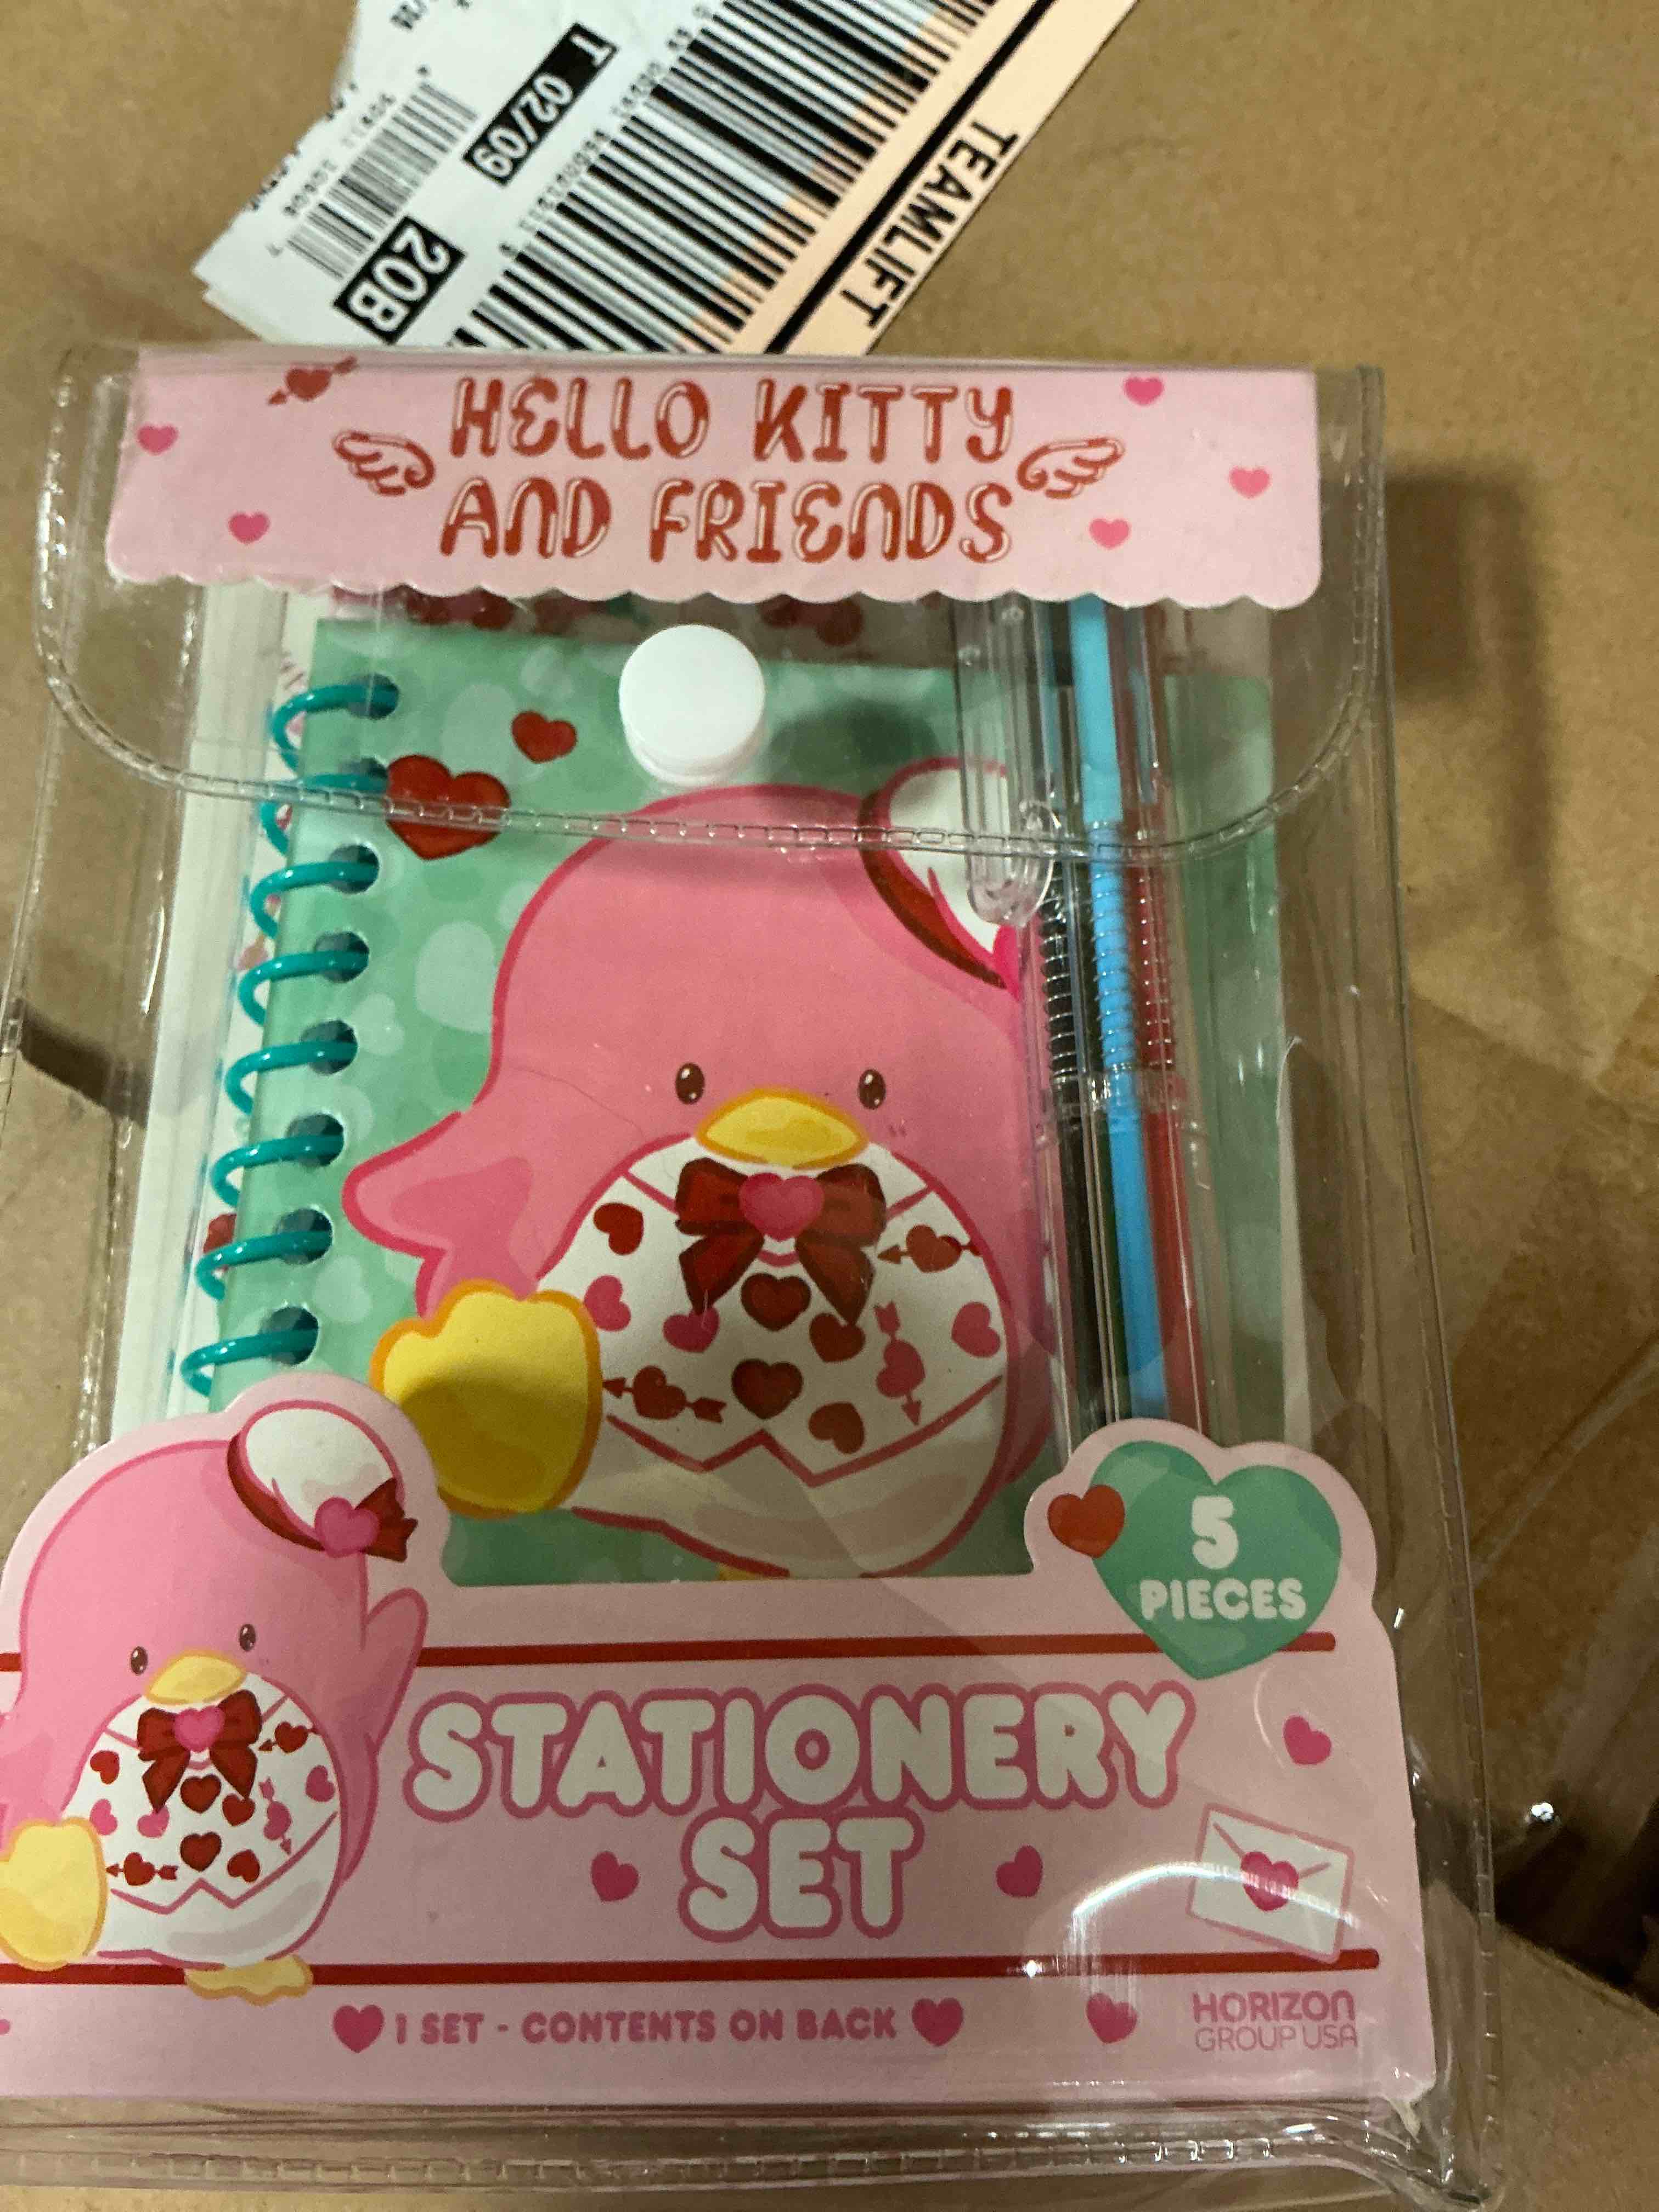 T 02/09
20B
TEAMLIFT
HELLO KITTY
AND FRIENDS
5
PIECES
STATIONERY
SET
1 SET - CONTENTS ON BACK
HORIZON
GROUP USA